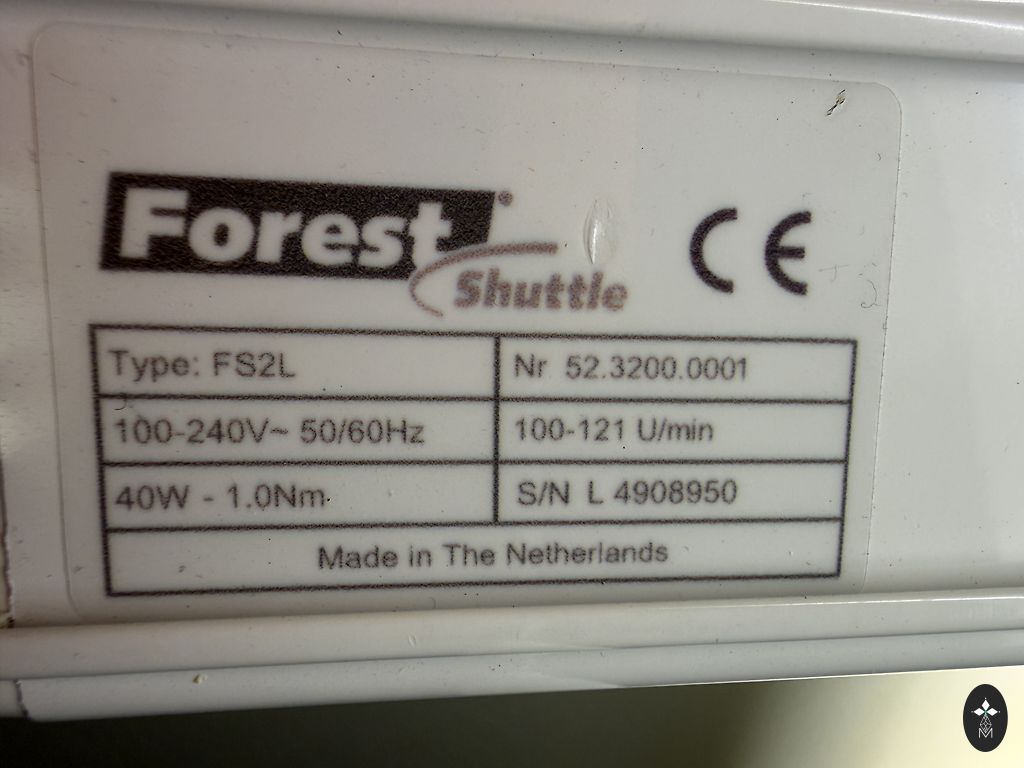 Forest®
Shuttle
CE
Type: FS2L
Nr 52.3200.0001
100-240V~ 50/60Hz
100-121 U/min
40W - 1.0Nm
S/N L 4908950
Made in The Netherlands
M